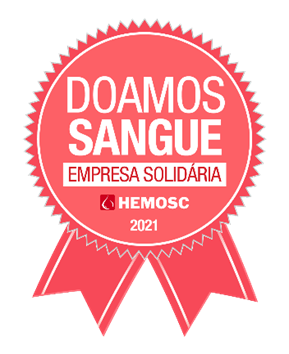 DOAMOS
SANGUE
EMPRESA SOLIDÁRIA
HEMOSC
2021